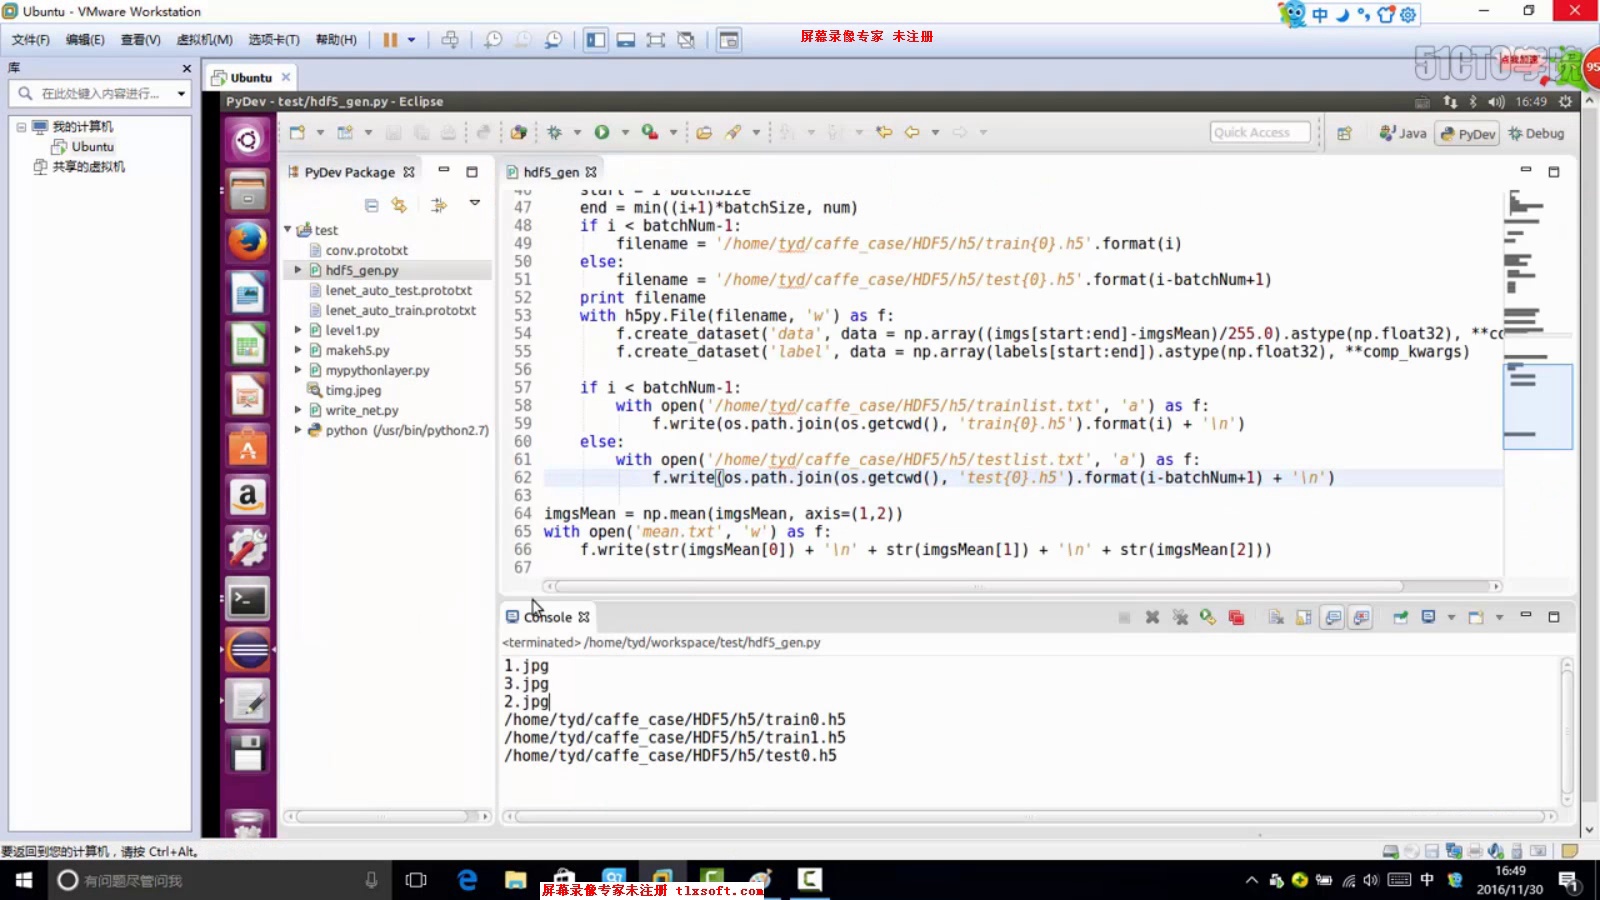 Ubuntu - VMware Workstation
中
文件(F) 编辑(E) 查看(V) 虚拟机(M) 选项卡(T) 帮助(H)
屏幕录像专家 未注册
51CTO学院
点我加速
95
库
在此处键入内容进行...
我的计算机
Ubuntu
共享的虚拟机
Ubuntu
PyDev - test/hdf5_gen.py - Eclipse
16:49
Quick Access
Java
PyDev
Debug
PyDev Package
test
conv.prototxt
hdf5_gen.py
lenet_auto_test.prototxt
lenet_auto_train.prototxt
level1.py
makeh5.py
mypythonlayer.py
timg.jpeg
write_net.py
python (/usr/bin/python2.7)
hdf5_gen
46 start = i*batchSize
47 end = min((i+1)*batchSize, num)
48 if i < batchNum-1:
49 filename = '/home/tyd/caffe_case/HDF5/h5/train{0}.h5'.format(i)
50 else:
51 filename = '/home/tyd/caffe_case/HDF5/h5/test{0}.h5'.format(i-batchNum+1)
52 print filename
53 with h5py.File(filename, 'w') as f:
54 f.create_dataset('data', data = np.array((imgs[start:end]-imgsMean)/255.0).astype(np.float32), **co
55 f.create_dataset('label', data = np.array(labels[start:end]).astype(np.float32), **comp_kwargs)
56
57 if i < batchNum-1:
58 with open('/home/tyd/caffe_case/HDF5/h5/trainlist.txt', 'a') as f:
59 f.write(os.path.join(os.getcwd(), 'train{0}.h5').format(i) + '\n')
60 else:
61 with open('/home/tyd/caffe_case/HDF5/h5/testlist.txt', 'a') as f:
62 f.write(os.path.join(os.getcwd(), 'test{0}.h5').format(i-batchNum+1) + '\n')
63
64 imgsMean = np.mean(imgsMean, axis=(1,2))
65 with open('mean.txt', 'w') as f:
66 f.write(str(imgsMean[0]) + '\n' + str(imgsMean[1]) + '\n' + str(imgsMean[2]))
67
Console
<terminated> /home/tyd/workspace/test/hdf5_gen.py
1.jpg
3.jpg
2.jpg
/home/tyd/caffe_case/HDF5/h5/train0.h5
/home/tyd/caffe_case/HDF5/h5/train1.h5
/home/tyd/caffe_case/HDF5/h5/test0.h5
要返回到您的计算机，请按 Ctrl+Alt。
有问题尽管问我
屏幕录像专家未注册 tlxsoft.com
中
16:49
2016/11/30
1